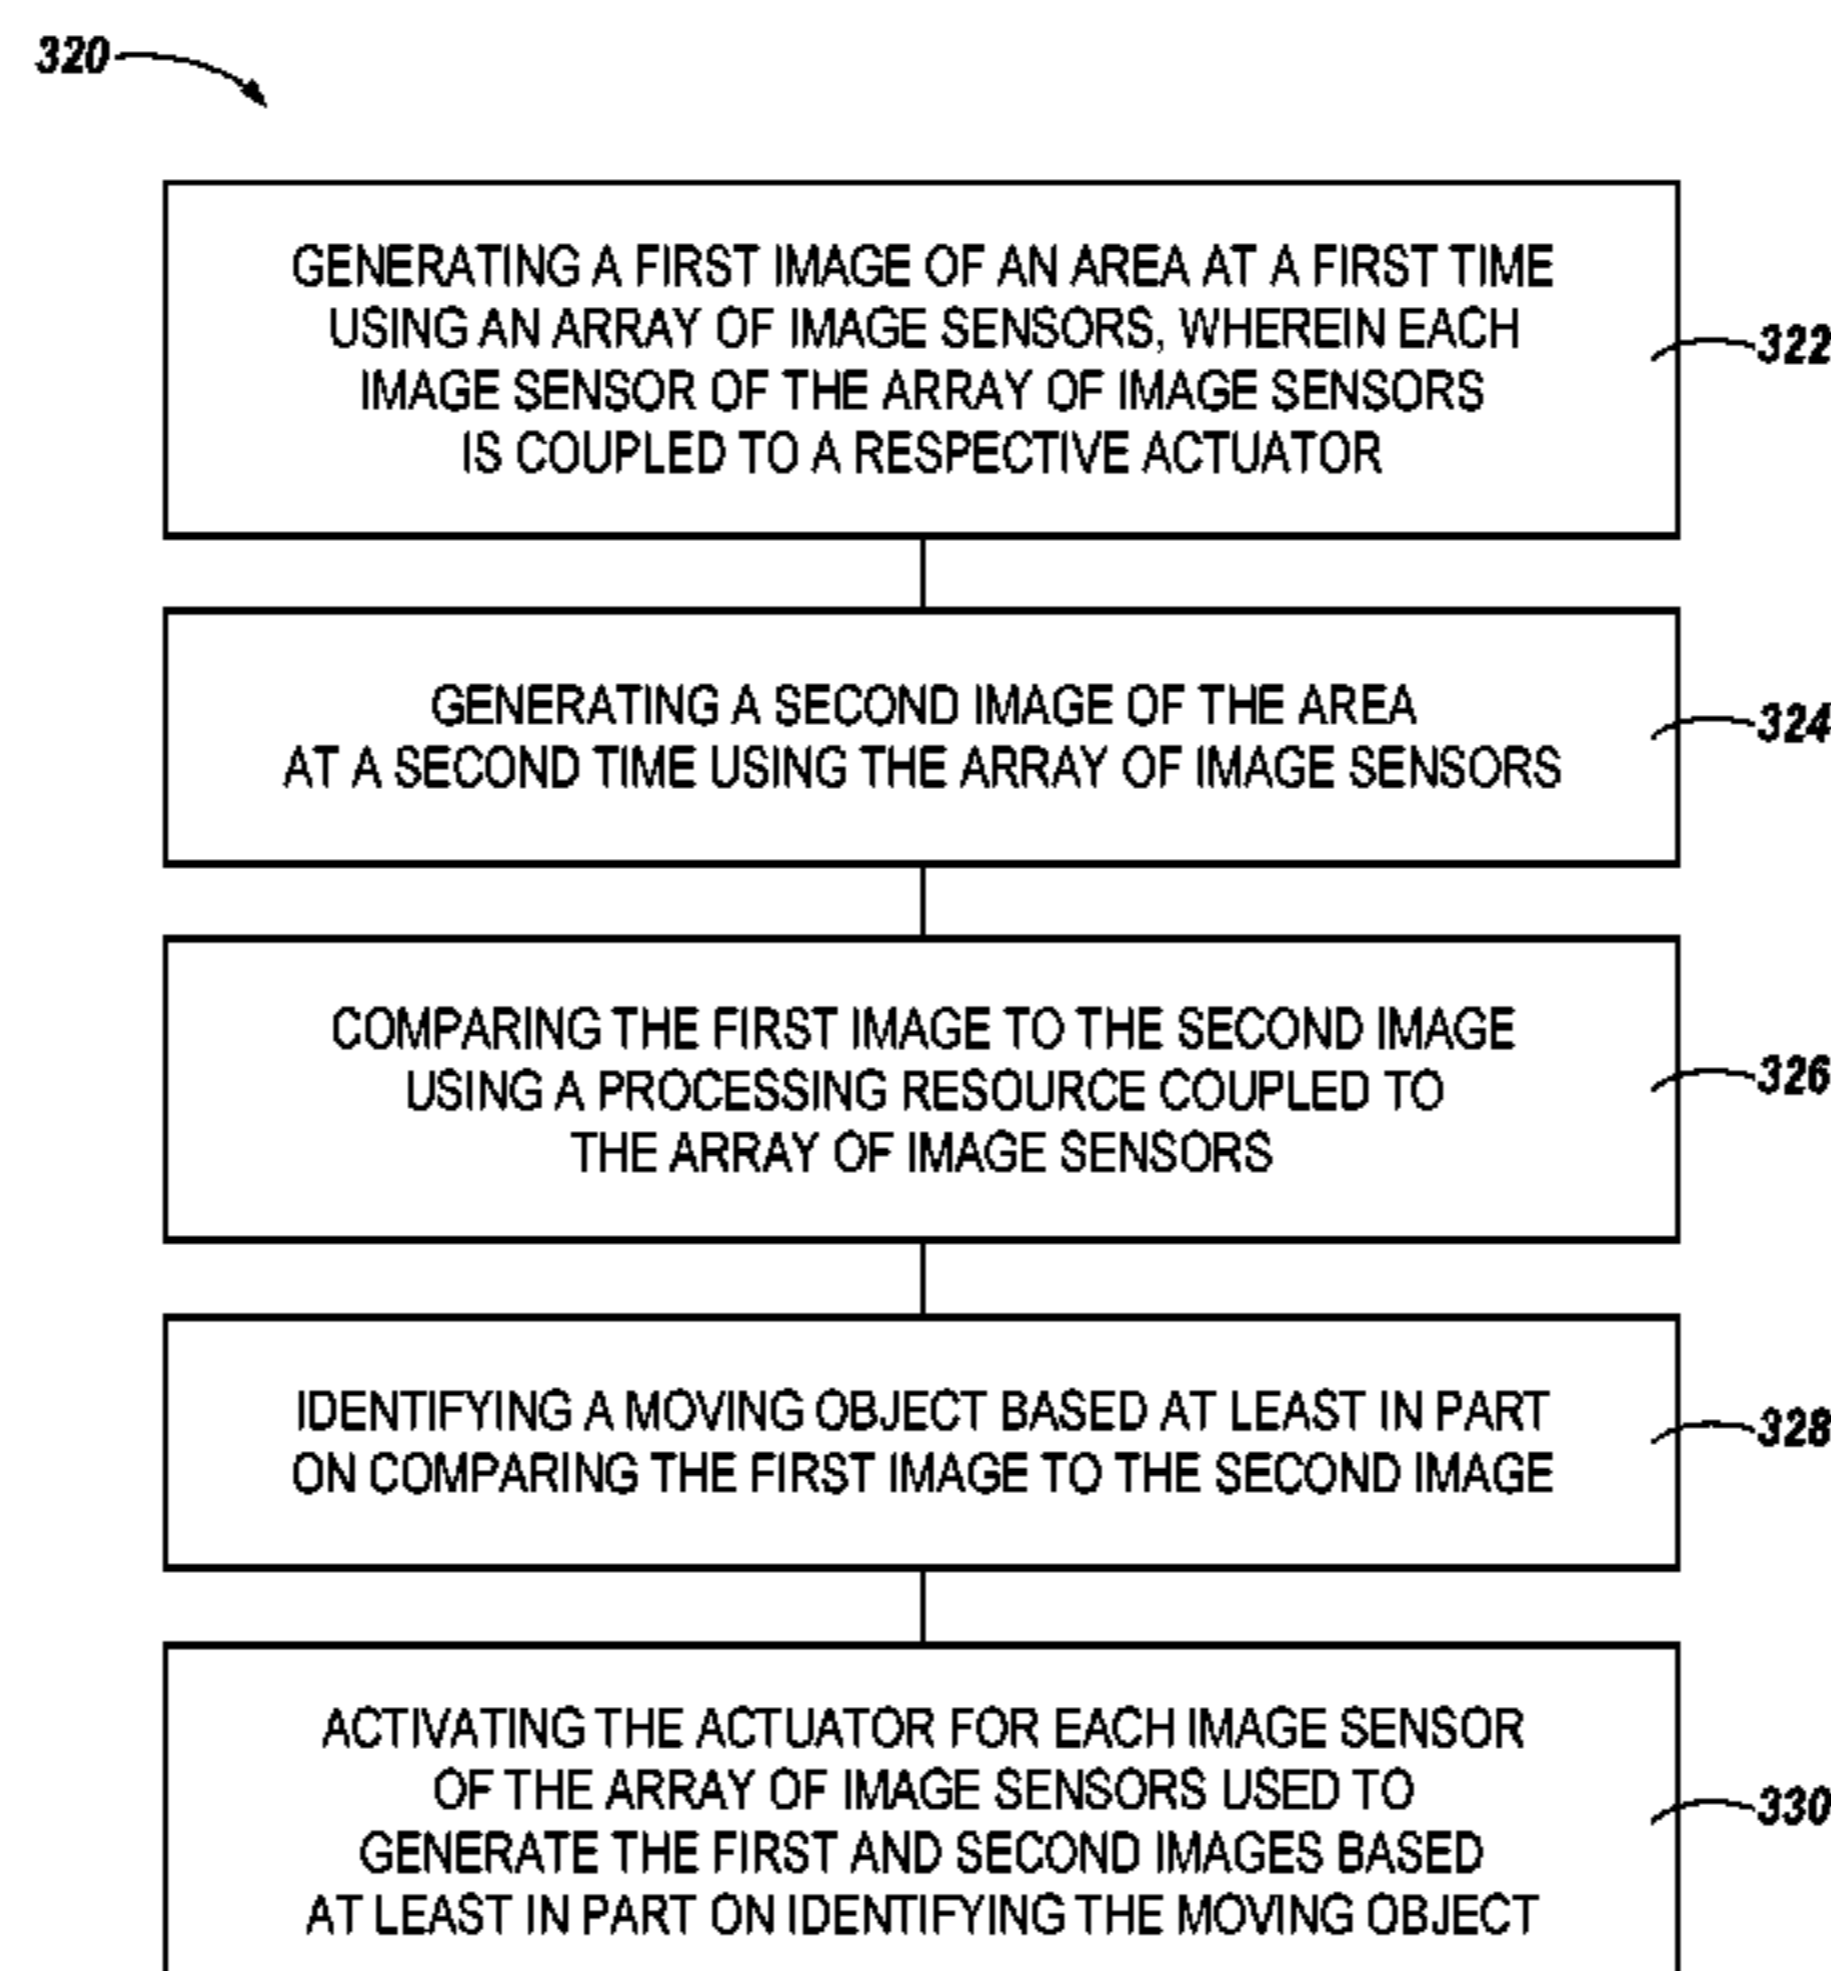 320
GENERATING A FIRST IMAGE OF AN AREA AT A FIRST TIME
USING AN ARRAY OF IMAGE SENSORS, WHEREIN EACH
IMAGE SENSOR OF THE ARRAY OF IMAGE SENSORS
IS COUPLED TO A RESPECTIVE ACTUATOR
322
GENERATING A SECOND IMAGE OF THE AREA
AT A SECOND TIME USING THE ARRAY OF IMAGE SENSORS
324
COMPARING THE FIRST IMAGE TO THE SECOND IMAGE
USING A PROCESSING RESOURCE COUPLED TO
THE ARRAY OF IMAGE SENSORS
326
IDENTIFYING A MOVING OBJECT BASED AT LEAST IN PART
ON COMPARING THE FIRST IMAGE TO THE SECOND IMAGE
328
ACTIVATING THE ACTUATOR FOR EACH IMAGE SENSOR
OF THE ARRAY OF IMAGE SENSORS USED TO
GENERATE THE FIRST AND SECOND IMAGES BASED
AT LEAST IN PART ON IDENTIFYING THE MOVING OBJECT
330